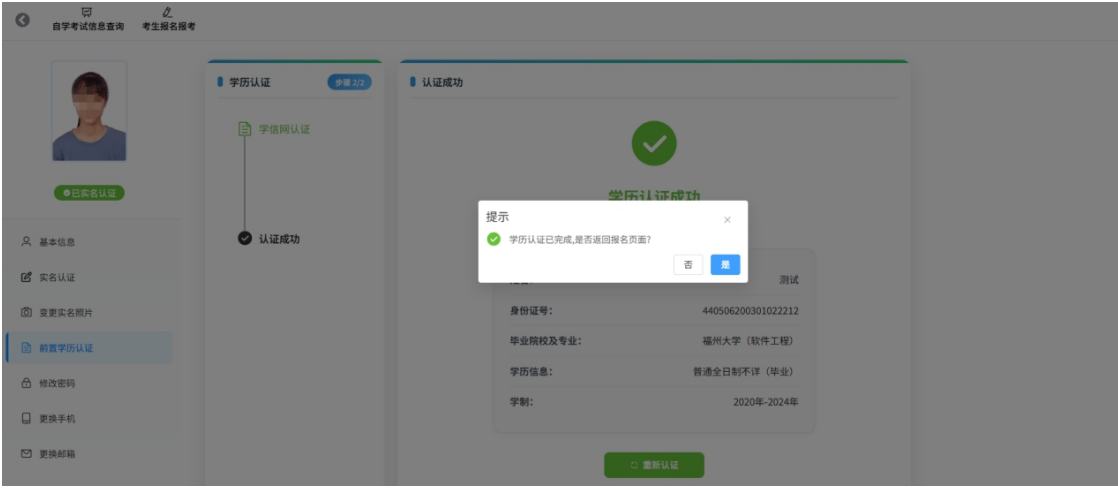 自学考试信息查询 考生报名报考
已实名认证
基本信息
实名认证
变更实名照片
前置学历认证
修改密码
更换手机
更换邮箱
学历认证 步骤 2/2
学信网认证
认证成功
认证成功
学历认证成功
提示
学历认证已完成,是否返回报名页面?
否 是
测试
身份证号: 440506200301022212
毕业院校及专业: 福州大学（软件工程）
学历信息: 普通全日制不详（毕业）
学制: 2020年-2024年
重新认证